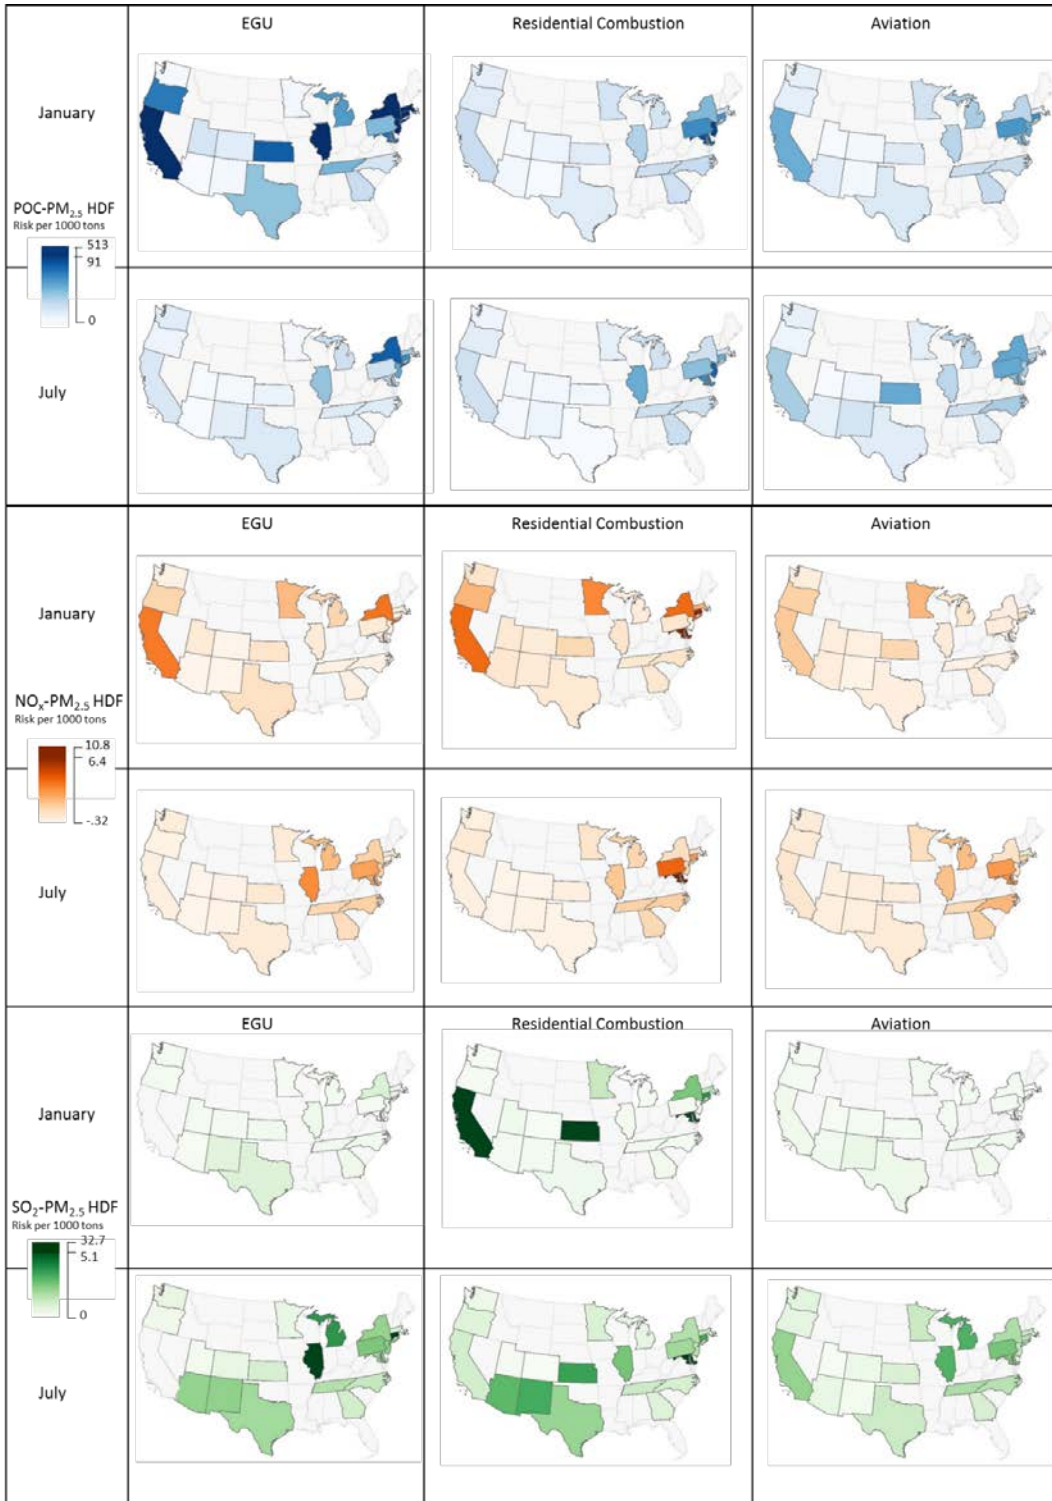 EGU Residential Combustion Aviation
January
POC-PM2.5 HDF
Risk per 1000 tons
513
91
0
July
EGU Residential Combustion Aviation
January
NOx-PM2.5 HDF
Risk per 1000 tons
10.8
6.4
-.32
July
EGU Residential Combustion Aviation
January
SO2-PM2.5 HDF
Risk per 1000 tons
32.7
5.1
0
July